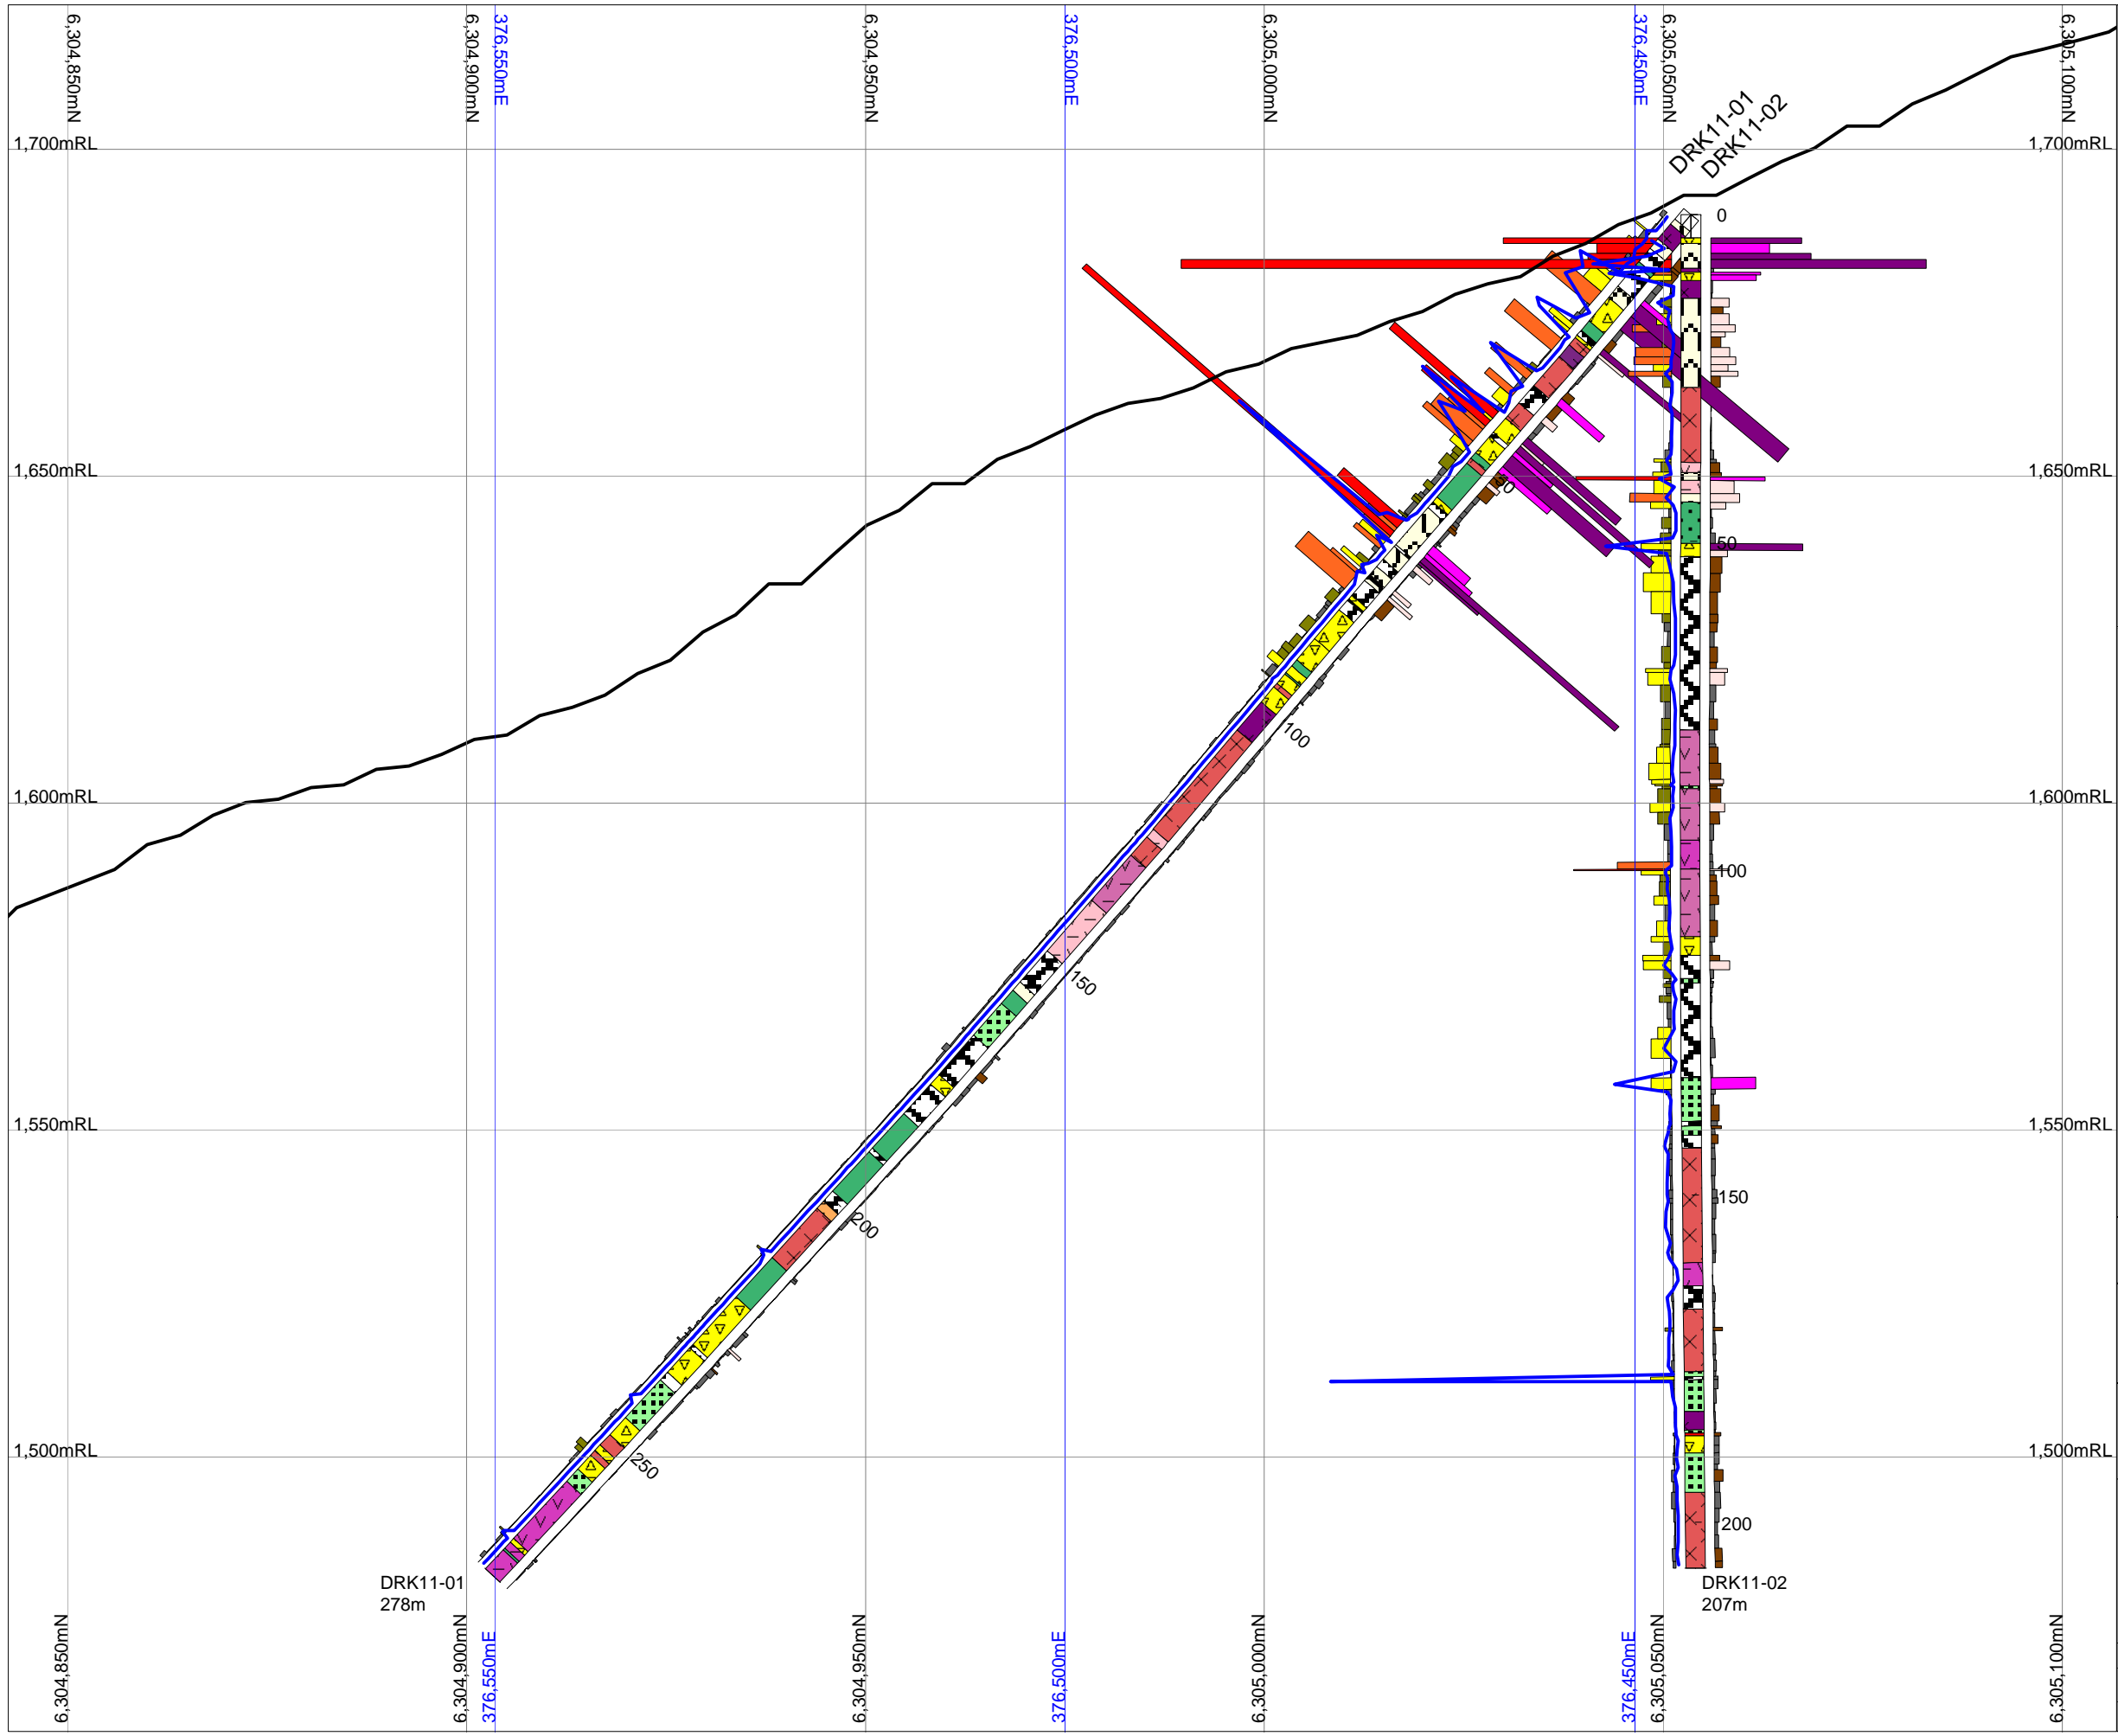 6,304,850mN
6,304,900mN
376,550mE
6,304,950mN
376,500mE
6,305,000mN
376,450mE
6,305,050mN
6,305,100mN
DRK11-01
DRK11-02
1,700mRL
1,700mRL
0
1,650mRL
1,650mRL
50
100
1,600mRL
1,600mRL
100
150
1,550mRL
1,550mRL
150
200
1,500mRL
1,500mRL
250
200
DRK11-01
278m
DRK11-02
207m
6,304,850mN
6,304,900mN
376,550mE
6,304,950mN
376,500mE
6,305,000mN
376,450mE
6,305,050mN
6,305,100mN